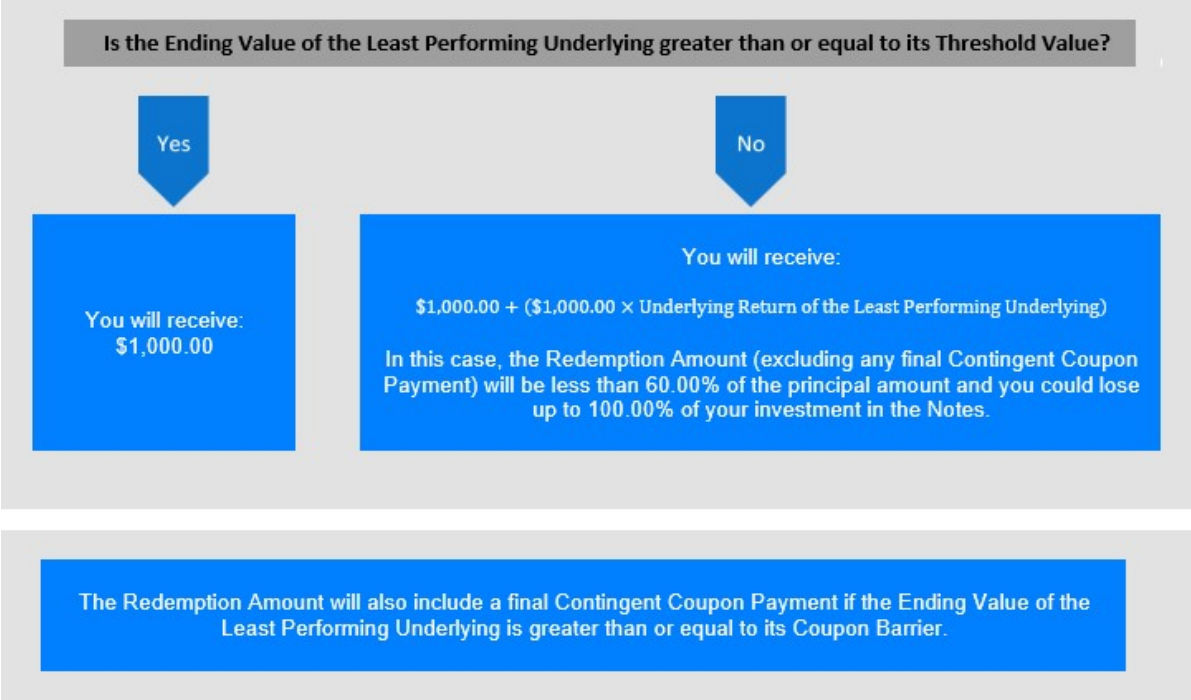 Is the Ending Value of the Least Performing Underlying greater than or equal to its Threshold Value?
Yes
No
You will receive:
$1,000.00
You will receive:
$1,000.00 + ($1,000.00 × Underlying Return of the Least Performing Underlying)
In this case, the Redemption Amount (excluding any final Contingent Coupon
Payment) will be less than 60.00% of the principal amount and you could lose
up to 100.00% of your investment in the Notes.
The Redemption Amount will also include a final Contingent Coupon Payment if the Ending Value of the
Least Performing Underlying is greater than or equal to its Coupon Barrier.